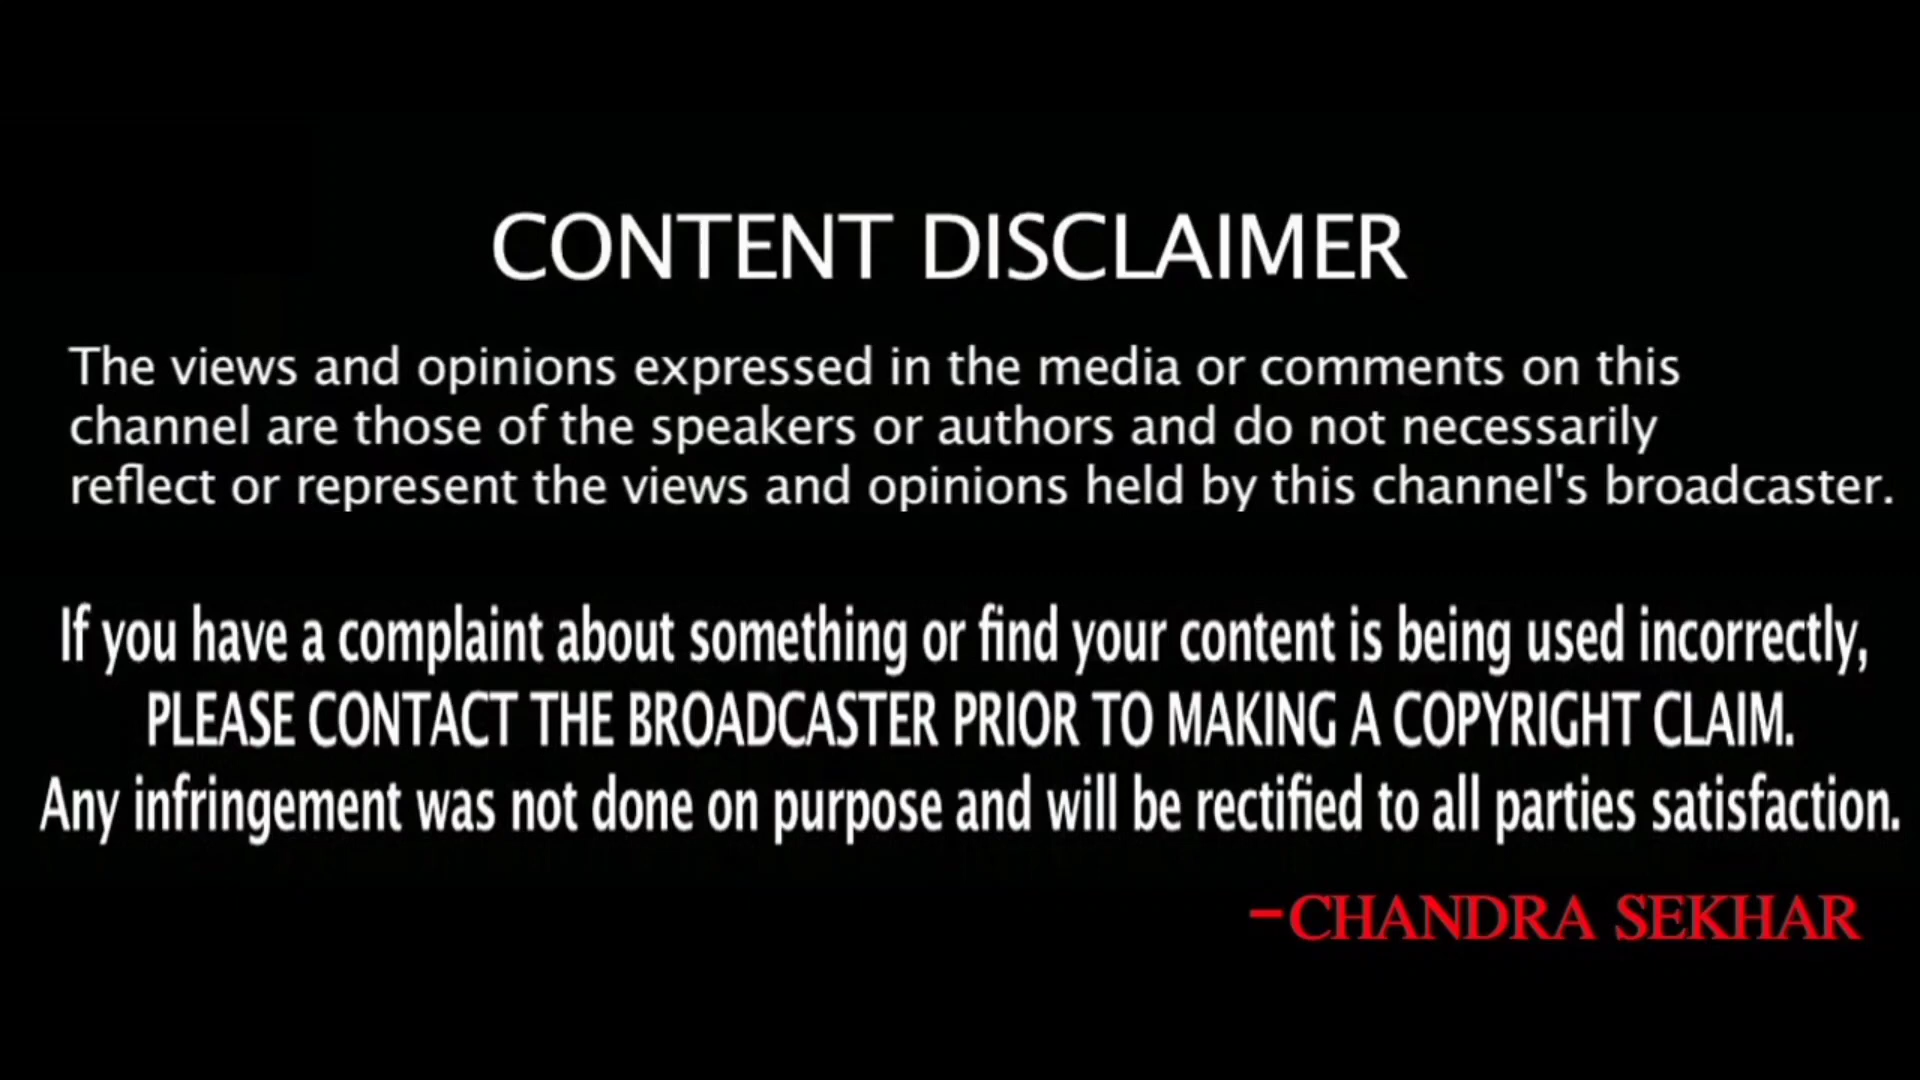 CONTENT DISCLAIMER
The views and opinions expressed in the media or comments on this
channel are those of the speakers or authors and do not necessarily
reflect or represent the views and opinions held by this channel's broadcaster.
If you have a complaint about something or find your content is being used incorrectly,
PLEASE CONTACT THE BROADCASTER PRIOR TO MAKING A COPYRIGHT CLAIM.
Any infringement was not done on purpose and will be rectified to all parties satisfaction.
-CHANDRA SEKHAR